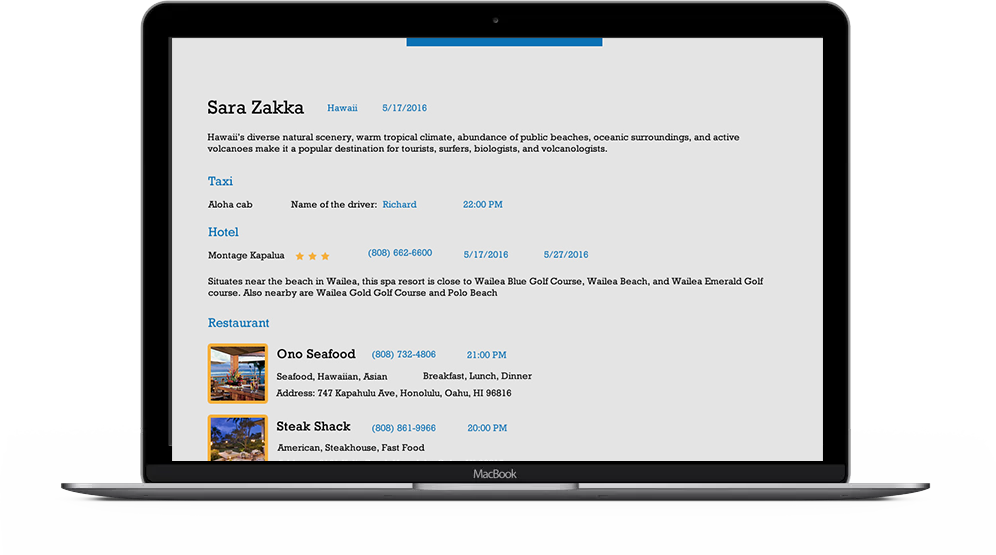 Sara Zakka Hawaii 5/17/2016
Hawaii's diverse natural scenery, warm tropical climate, abundance of public beaches, oceanic surroundings, and active
volcanoes make it a popular destination for tourists, surfers, biologists, and volcanologists.
Taxi
Aloha cab Name of the driver: Richard 22:00 PM
Hotel
Montage Kapalua (808) 662-6600 5/17/2016 5/27/2016
Situates near the beach in Wailea, this spa resort is close to Wailea Blue Golf Course, Wailea Beach, and Wailea Emerald Golf
course. Also nearby are Wailea Gold Golf Course and Polo Beach
Restaurant
Ono Seafood (808) 732-4806 21:00 PM
Seafood, Hawaiian, Asian Breakfast, Lunch, Dinner
Address: 747 Kapahulu Ave, Honolulu, Oahu, HI 96816
Steak Shack (808) 861-9966 20:00 PM
American, Steakhouse, Fast Food
MacBook